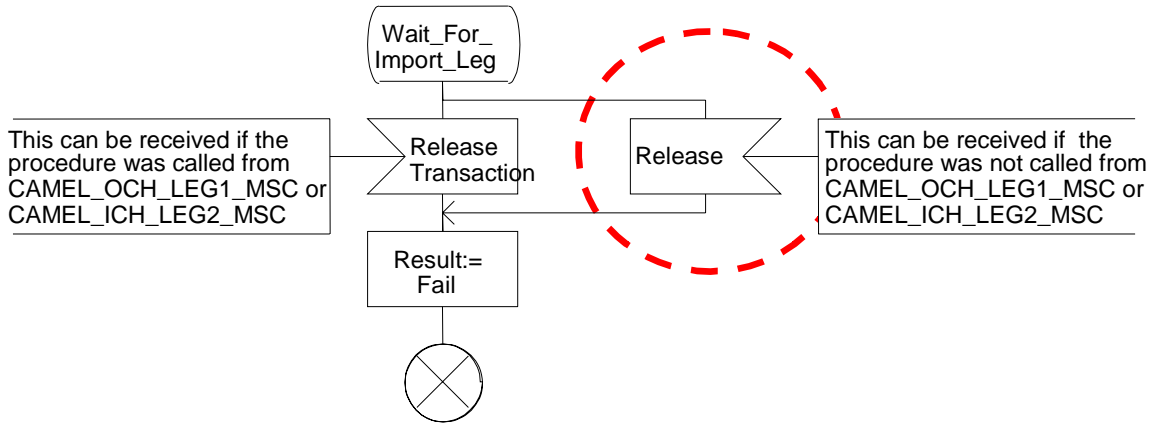 Wait_For_
Import_Leg
This can be received if the
procedure was called from
CAMEL_OCH_LEG1_MSC or
CAMEL_ICH_LEG2_MSC
Release
Transaction
Release
This can be received if  the
procedure was not called from
CAMEL_OCH_LEG1_MSC or
CAMEL_ICH_LEG2_MSC
Result:=
Fail